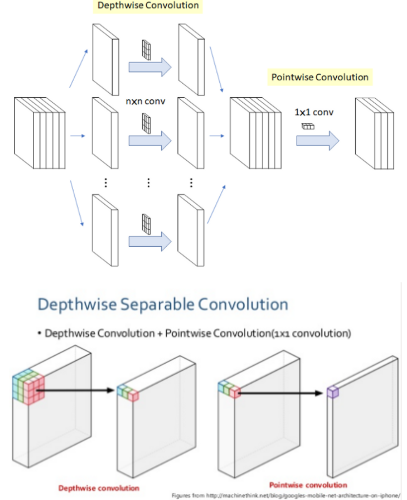 Depthwise Convolution
Pointwise Convolution
nxn conv
1x1 conv
Depthwise Separable Convolution
• Depthwise Convolution + Pointwise Convolution(1x1 convolution)
Depthwise convolution
Pointwise convolution
Figures from http://machinethink.net/blog/googles-mobile-net-architecture-on-iphone/